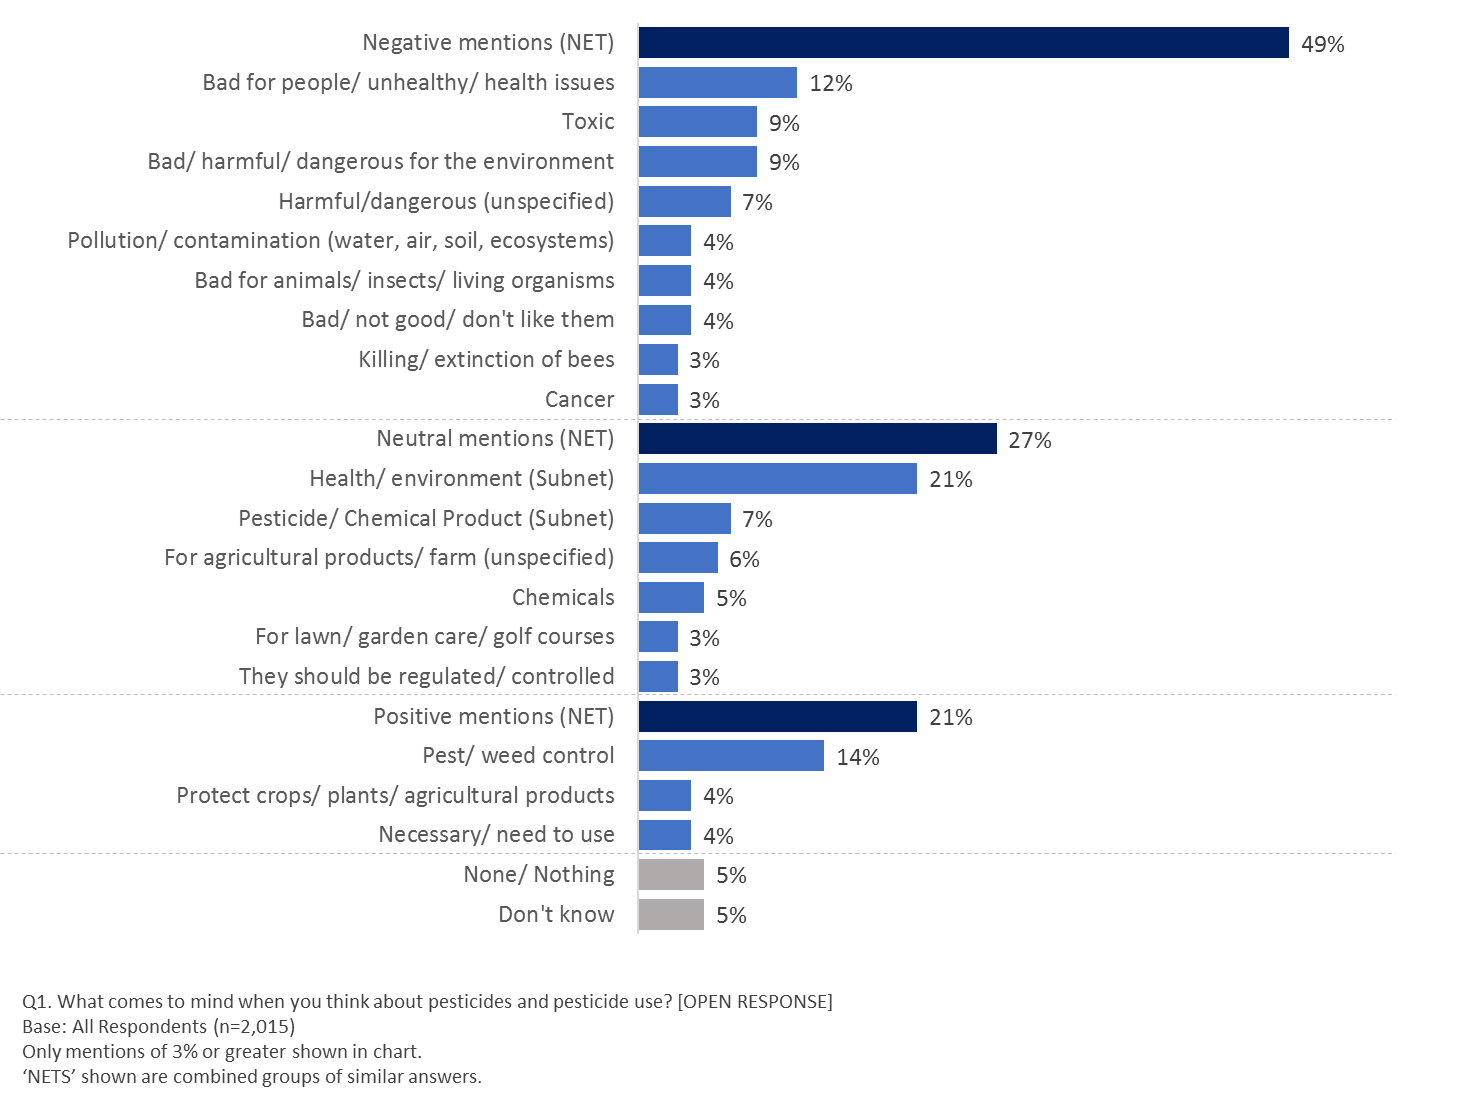 Negative mentions (NET) 49%
Bad for people/ unhealthy/ health issues 12%
Toxic 9%
Bad/ harmful/ dangerous for the environment 9%
Harmful/dangerous (unspecified) 7%
Pollution/ contamination (water, air, soil, ecosystems) 4%
Bad for animals/ insects/ living organisms 4%
Bad/ not good/ don't like them 4%
Killing/ extinction of bees 3%
Cancer 3%
Neutral mentions (NET) 27%
Health/ environment (Subnet) 21%
Pesticide/ Chemical Product (Subnet) 7%
For agricultural products/ farm (unspecified) 6%
Chemicals 5%
For lawn/ garden care/ golf courses 3%
They should be regulated/ controlled 3%
Positive mentions (NET) 21%
Pest/ weed control 14%
Protect crops/ plants/ agricultural products 4%
Necessary/ need to use 4%
None/ Nothing 5%
Don't know 5%
Q1. What comes to mind when you think about pesticides and pesticide use? [OPEN RESPONSE]
Base: All Respondents (n=2,015)
Only mentions of 3% or greater shown in chart.
‘NETS’ shown are combined groups of similar answers.